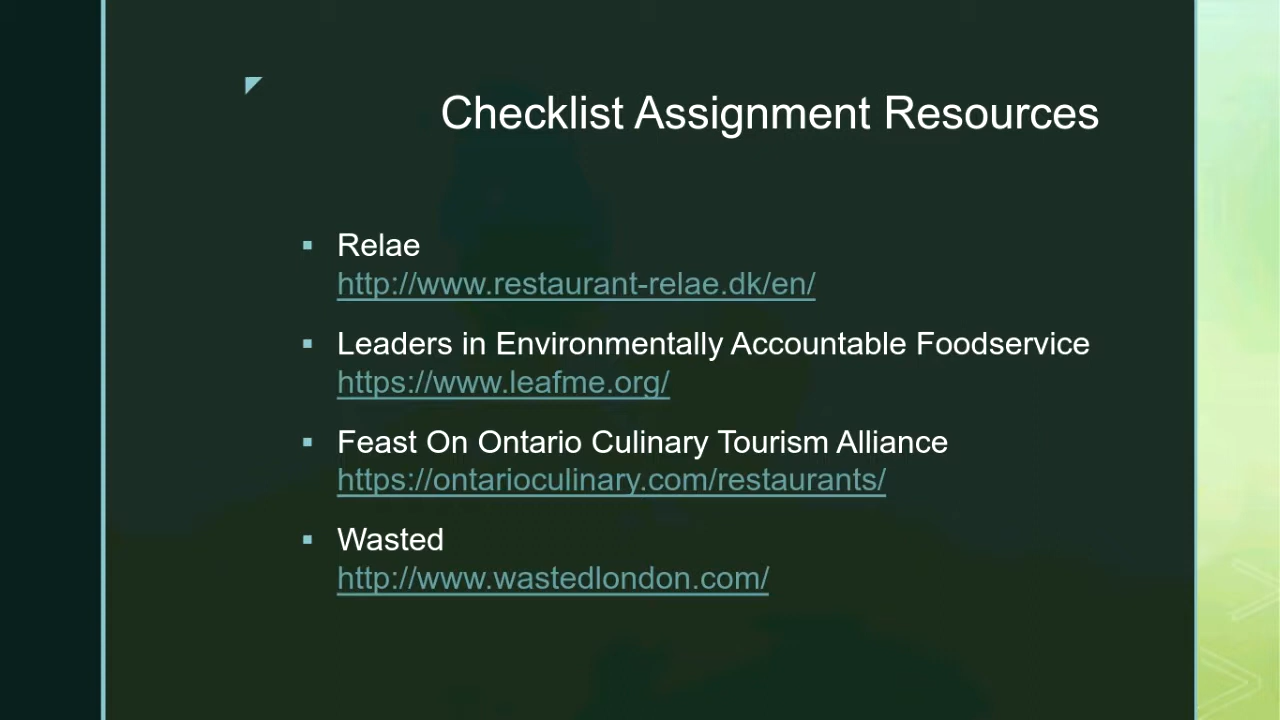 Checklist Assignment Resources
Relae
http://www.restaurant-relae.dk/en/
Leaders in Environmentally Accountable Foodservice
https://www.leafme.org/
Feast On Ontario Culinary Tourism Alliance
https://ontarioculinary.com/restaurants/
Wasted
http://www.wastedlondon.com/